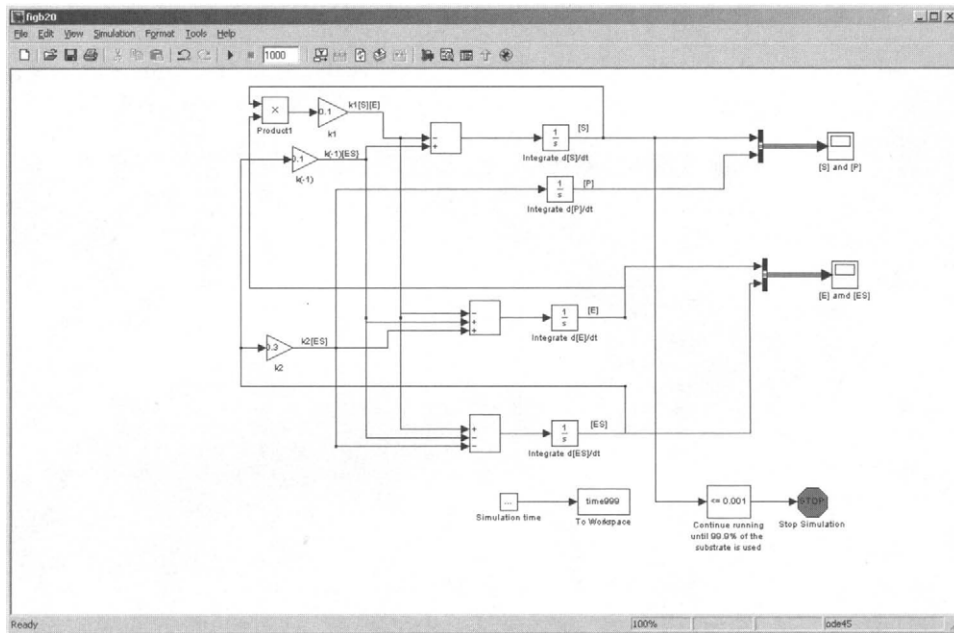 figb20
File Edit View Simulation Format Tools Help
1000
×
Product1
0.1
k1
k1[S][E]
0.1
k(-1)
k(-1)[ES]
−
+
1
s
[S]
Integrate d[S]/dt
1
s
[P]
Integrate d[P]/dt
[S] and [P]
[E] amd [ES]
−
+
+
1
s
[E]
Integrate d[E]/dt
0.3
k2
k2[ES]
+
−
−
1
s
[ES]
Integrate d[ES]/dt
...
Simulation time
time999
To Workspace
<= 0.001
Continue running
until 99.9% of the
substrate is used
STOP
Stop Simulation
Ready
100%
ode45